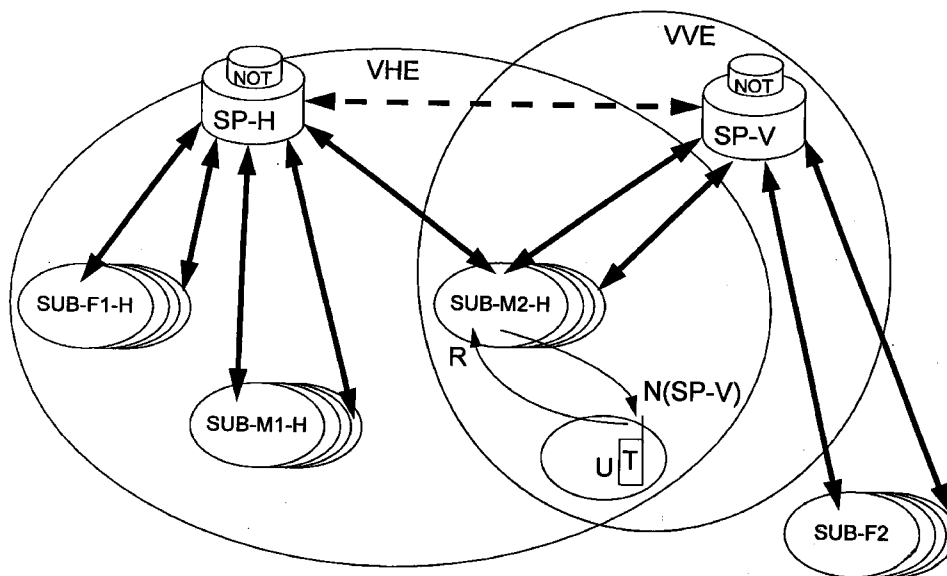 VVE
VHE
NOT
NOT
SP-H
SP-V
SUB-F1-H
SUB-M2-H
R
N(SP-V)
SUB-M1-H
U T
SUB-F2